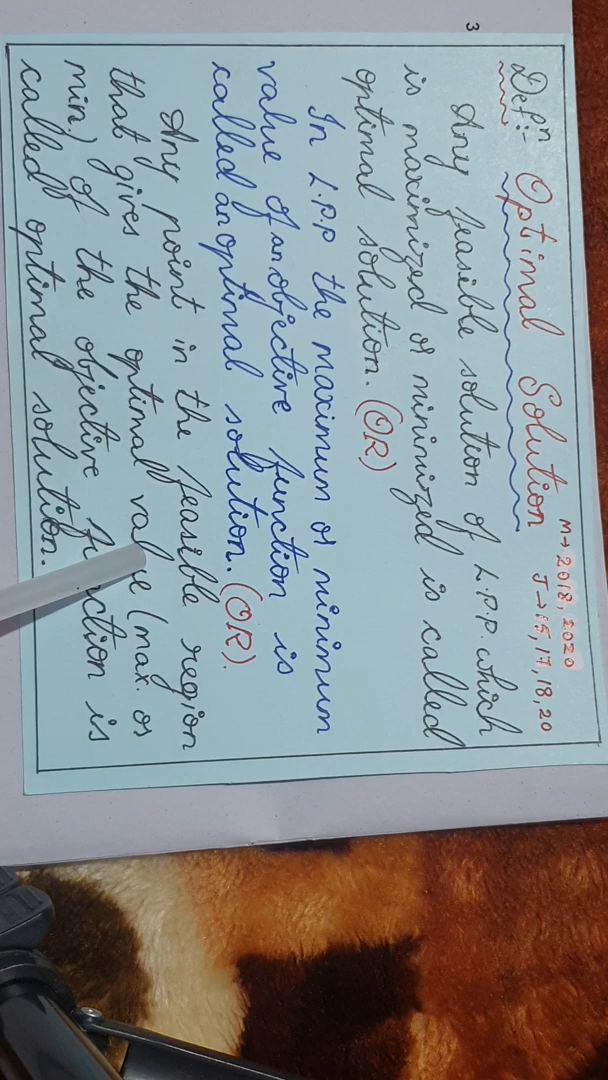 3
M→2018, 2020
J→15, 17, 18, 20
Defⁿ:- Optimal Solution
Any feasible solution of L.P.P. which
is maximized or minimized is called
optimal solution. (OR)
In L.P.P the maximum or minimum
value of an objective function is
called an optimal solution. (OR).
Any point in the feasible region
that gives the optimal value (max. or
min.) of the objective function is
called optimal solution.